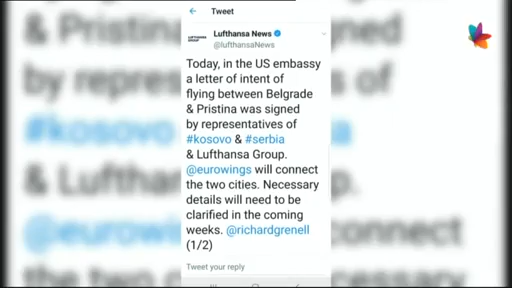 Tweet
Lufthansa News
@lufthansaNews
Today, in the US embassy
a letter of intent of
flying between Belgrade
& Pristina was signed
by representatives of
#kosovo & #serbia
& Lufthansa Group.
@eurowings will connect
the two cities. Necessary
details will need to be
clarified in the coming
weeks. @richardgrenell
(1/2)
Tweet your reply